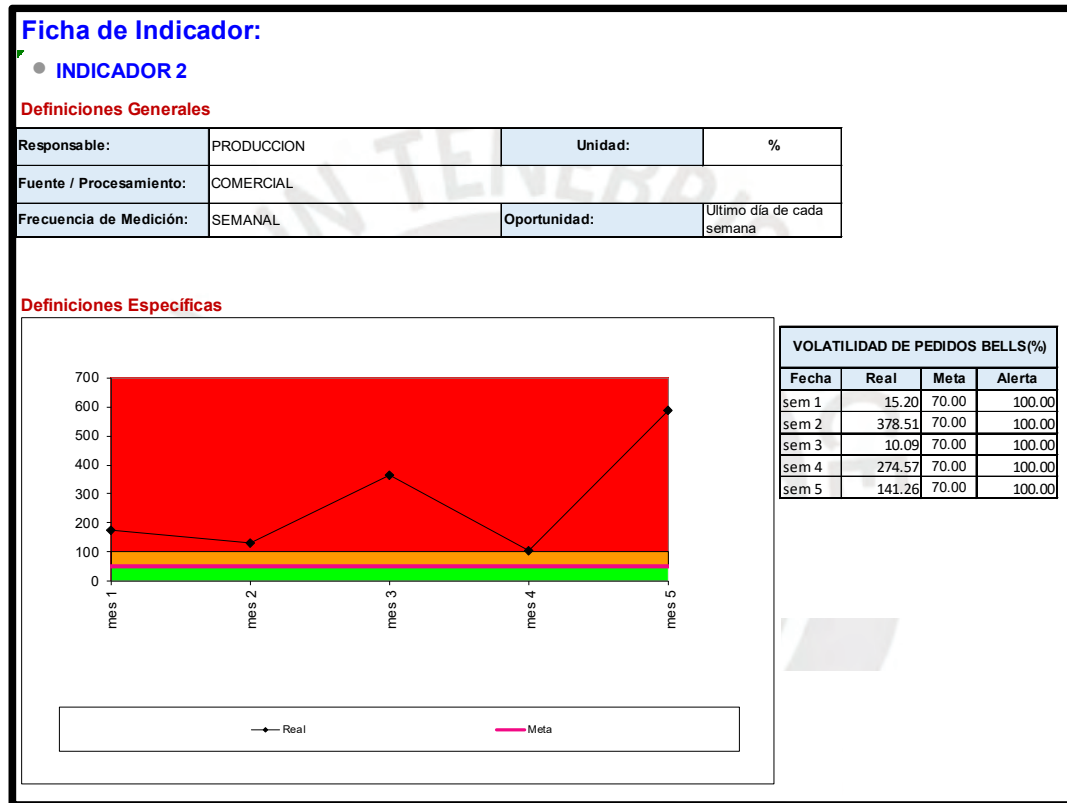 Ficha de Indicador:
INDICADOR 2
Definiciones Generales
Responsable: PRODUCCION Unidad: %
Fuente / Procesamiento: COMERCIAL
Frecuencia de Medición: SEMANAL Oportunidad: Ultimo día de cada semana
Definiciones Específicas
700
600
500
400
300
200
100
0
mes 1
mes 2
mes 3
mes 4
mes 5
Real
Meta
VOLATILIDAD DE PEDIDOS BELLS(%)
Fecha Real Meta Alerta
sem 1 15.20 70.00 100.00
sem 2 378.51 70.00 100.00
sem 3 10.09 70.00 100.00
sem 4 274.57 70.00 100.00
sem 5 141.26 70.00 100.00